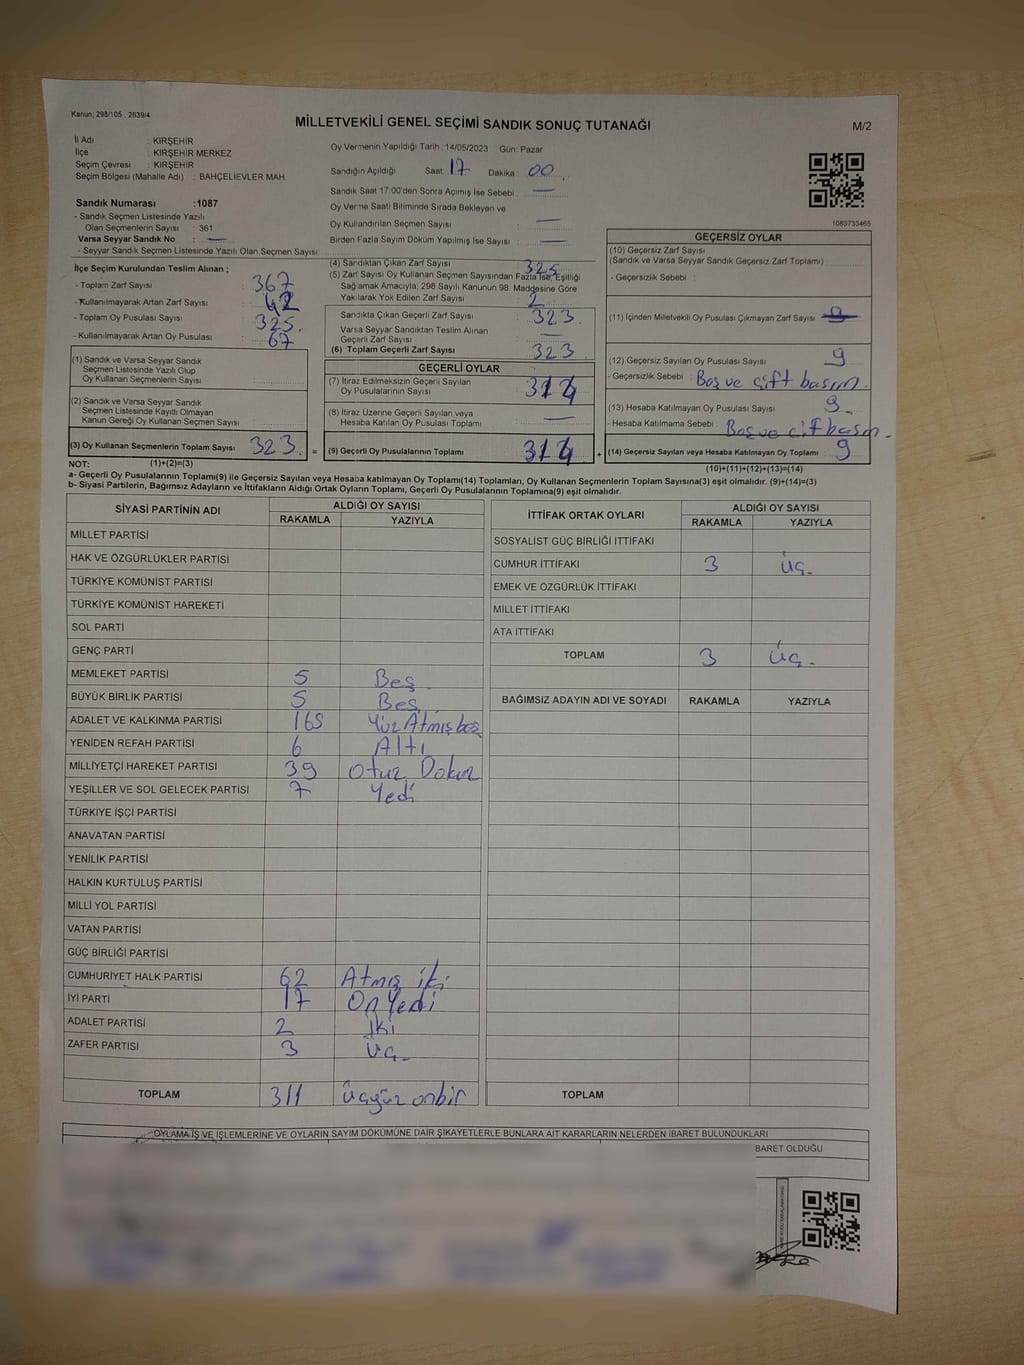 Kanun; 298/105 , 2839/4
MİLLETVEKİLİ GENEL SEÇİMİ SANDIK SONUÇ TUTANAĞI
M/2
İl Adı : KIRŞEHİR
İlçe : KIRŞEHİR MERKEZ
Seçim Çevresi : KIRŞEHİR
Seçim Bölgesi (Mahalle Adı) : BAHÇELİEVLER MAH.
Sandık Numarası :1087
- Sandık Seçmen Listesinde Yazılı
Olan Seçmenlerin Sayısı : 361
Varsa Seyyar Sandık No : —
- Seyyar Sandık Seçmen Listesinde Yazılı Olan Seçmen Sayısı:
Oy Vermenin Yapıldığı Tarih : 14/05/2023 Gün: Pazar
Sandığın Açıldığı Saat: 17 Dakika : 00
Sandık Saat 17:00'den Sonra Açımış İse Sebebi : —
Oy Verme Saati Bitiminde Sırada Bekleyen ve
Oy Kullandırılan Seçmen Sayısı : —
Birden Fazla Sayım Döküm Yapılmış İse Sayısı : —
1083733465
İlçe Seçim Kurulundan Teslim Alınan ;
- Toplam Zarf Sayısı : 367
- Kullanılmayarak Artan Zarf Sayısı : 42
- Toplam Oy Pusulası Sayısı : 325.
- Kullanılmayarak Artan Oy Pusulası : 67
(1) Sandık ve Varsa Seyyar Sandık
Seçmen Listesinde Yazılı Olup
Oy Kullanan Seçmenlerin Sayısı :
(2) Sandık ve Varsa Seyyar Sandık
Seçmen Listesinde Kayıtlı Olmayan
Kanun Gereği Oy Kullanan Seçmen Sayısı :
(3) Oy Kullanan Seçmenlerin Toplam Sayısı : 323. =
(1)+(2)=(3)
(4) Sandıktan Çıkan Zarf Sayısı : 325
(5) Zarf Sayısı Oy Kullanan Seçmen Sayısından Fazla İse, Eşitliği
Sağlamak Amacıyla; 298 Sayılı Kanunun 98. Maddesine Göre
Yakılarak Yok Edilen Zarf Sayısı : 2
Sandıkta Çıkan Geçerli Zarf Sayısı : 323
Varsa Seyyar Sandıktan Teslim Alınan
Geçerli Zarf Sayısı : —
(6) Toplam Geçerli Zarf Sayısı : 323
GEÇERLİ OYLAR
(7) İtiraz Edilmeksizin Geçerli Sayılan
Oy Pusulalarının Sayısı : 314
(8) İtiraz Üzerine Geçerli Sayılan veya
Hesaba Katılan Oy Pusulası Toplamı : —
(9) Geçerli Oy Pusulalarının Toplamı : 314 +
GEÇERSİZ OYLAR
(10) Geçersiz Zarf Sayısı
(Sandık ve Varsa Seyyar Sandık Geçersiz Zarf Toplamı) :
- Geçersizlik Sebebi :
(11) İçinden Milletvekili Oy Pusulası Çıkmayan Zarf Sayısı : 9
(12) Geçersiz Sayılan Oy Pusulası Sayısı : 9
- Geçersizlik Sebebi : Boş ve çift basım.
(13) Hesaba Katılmayan Oy Pusulası Sayısı : 9.
- Hesaba Katılmama Sebebi : Boş ve çift basım.
(14) Geçersiz Sayılan veya Hesaba Katılmayan Oy Toplamı : 9
(10)+(11)+(12)+(13)=(14)
NOT:
a- Geçerli Oy Pusulalarının Toplamı(9) ile Geçersiz Sayılan veya Hesaba katılmayan Oy Toplamı(14) Toplamları, Oy Kullanan Seçmenlerin Toplam Sayısına(3) eşit olmalıdır. (9)+(14)=(3)
b- Siyasi Partilerin, Bağımsız Adayların ve İttifakların Aldığı Ortak Oyların Toplamı, Geçerli Oy Pusulalarının Toplamına(9) eşit olmalıdır.
SİYASİ PARTİNİN ADI ALDIĞI OY SAYISI
RAKAMLA YAZIYLA
MİLLET PARTİSİ
HAK VE ÖZGÜRLÜKLER PARTİSİ
TÜRKİYE KOMÜNİST PARTİSİ
TÜRKİYE KOMÜNİST HAREKETİ
SOL PARTİ
GENÇ PARTİ
MEMLEKET PARTİSİ 5 Beş
BÜYÜK BİRLİK PARTİSİ 5 Beş
ADALET VE KALKINMA PARTİSİ 165 Yüz Atmış beş
YENİDEN REFAH PARTİSİ 6 Altı
MİLLİYETÇİ HAREKET PARTİSİ 39 Otuz Dokuz
YEŞİLLER VE SOL GELECEK PARTİSİ 7 Yedi
TÜRKİYE İŞÇİ PARTİSİ
ANAVATAN PARTİSİ
YENİLİK PARTİSİ
HALKIN KURTULUŞ PARTİSİ
MİLLİ YOL PARTİSİ
VATAN PARTİSİ
GÜÇ BİRLİĞİ PARTİSİ
CUMHURİYET HALK PARTİSİ 62 Atmış iki
İYİ PARTİ 17 On Yedi
ADALET PARTİSİ 2 İki
ZAFER PARTİSİ 3 üç
TOPLAM 311 üçyüz onbir
İTTİFAK ORTAK OYLARI ALDIĞI OY SAYISI
RAKAMLA YAZIYLA
SOSYALİST GÜÇ BİRLİĞİ İTTİFAKI
CUMHUR İTTİFAKI 3 üç.
EMEK VE ÖZGÜRLÜK İTTİFAKI
MİLLET İTTİFAKI
ATA İTTİFAKI
TOPLAM 3 üç.
BAĞIMSIZ ADAYIN ADI VE SOYADI RAKAMLA YAZIYLA
TOPLAM
OYLAMA İŞ VE İŞLEMLERİNE VE OYLARIN SAYIM DÖKÜMÜNE DAİR ŞİKAYETLERLE BUNLARA AİT KARARLARIN NELERDEN İBARET BULUNDUKLARI
BARET OLDUĞU